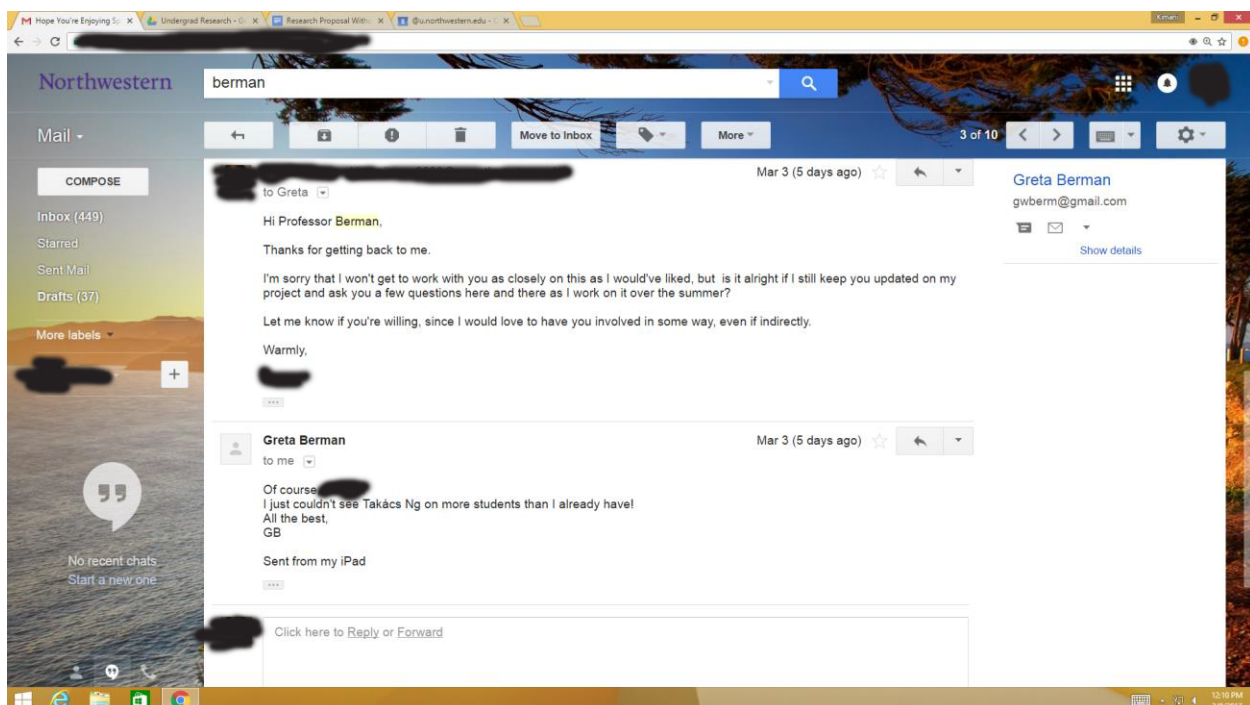 Hope You're Enjoying Sp
Undergrad Research - G
Research Proposal With
@u.northwestern.edu - C
Kimani
Northwestern
berman
Mail
Move to Inbox
More
3 of 10
COMPOSE
Inbox (449)
Starred
Sent Mail
Drafts (37)
More labels
Mar 3 (5 days ago)
to Greta
Hi Professor Berman,
Thanks for getting back to me.
I'm sorry that I won't get to work with you as closely on this as I would've liked, but is it alright if I still keep you updated on my
project and ask you a few questions here and there as I work on it over the summer?
Let me know if you're willing, since I would love to have you involved in some way, even if indirectly.
Warmly,
Greta Berman
Mar 3 (5 days ago)
to me
Of course
I just couldn't see Takács Ng on more students than I already have!
All the best,
GB
Sent from my iPad
Click here to Reply or Forward
Greta Berman
gwberm@gmail.com
Show details
No recent chats
Start a new one
12:10 PM